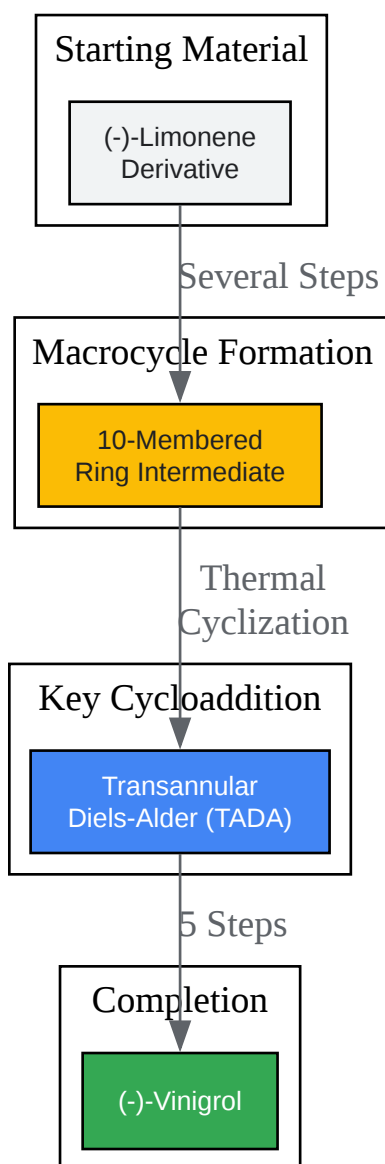 Starting Material
(-)-Limonene
Derivative
Several Steps
Macrocycle Formation
10-Membered
Ring Intermediate
Thermal
Cyclization
Key Cycloaddition
Transannular
Diels-Alder (TADA)
5 Steps
Completion
(-)-Vinigrol